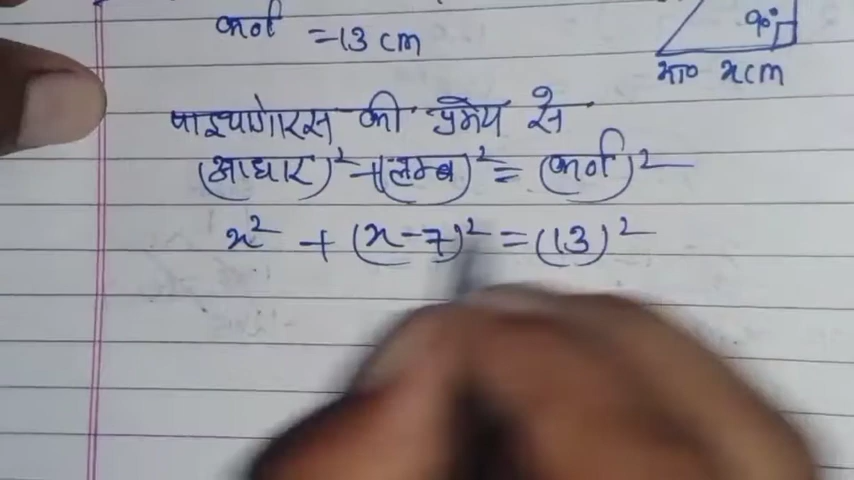 कर्ण = 13 cm
90°
मा० x cm
पाइथागोरस की प्रमेय से
(आधार)² + (लम्ब)² = (कर्ण)²
x² + (x-7)² = (13)²